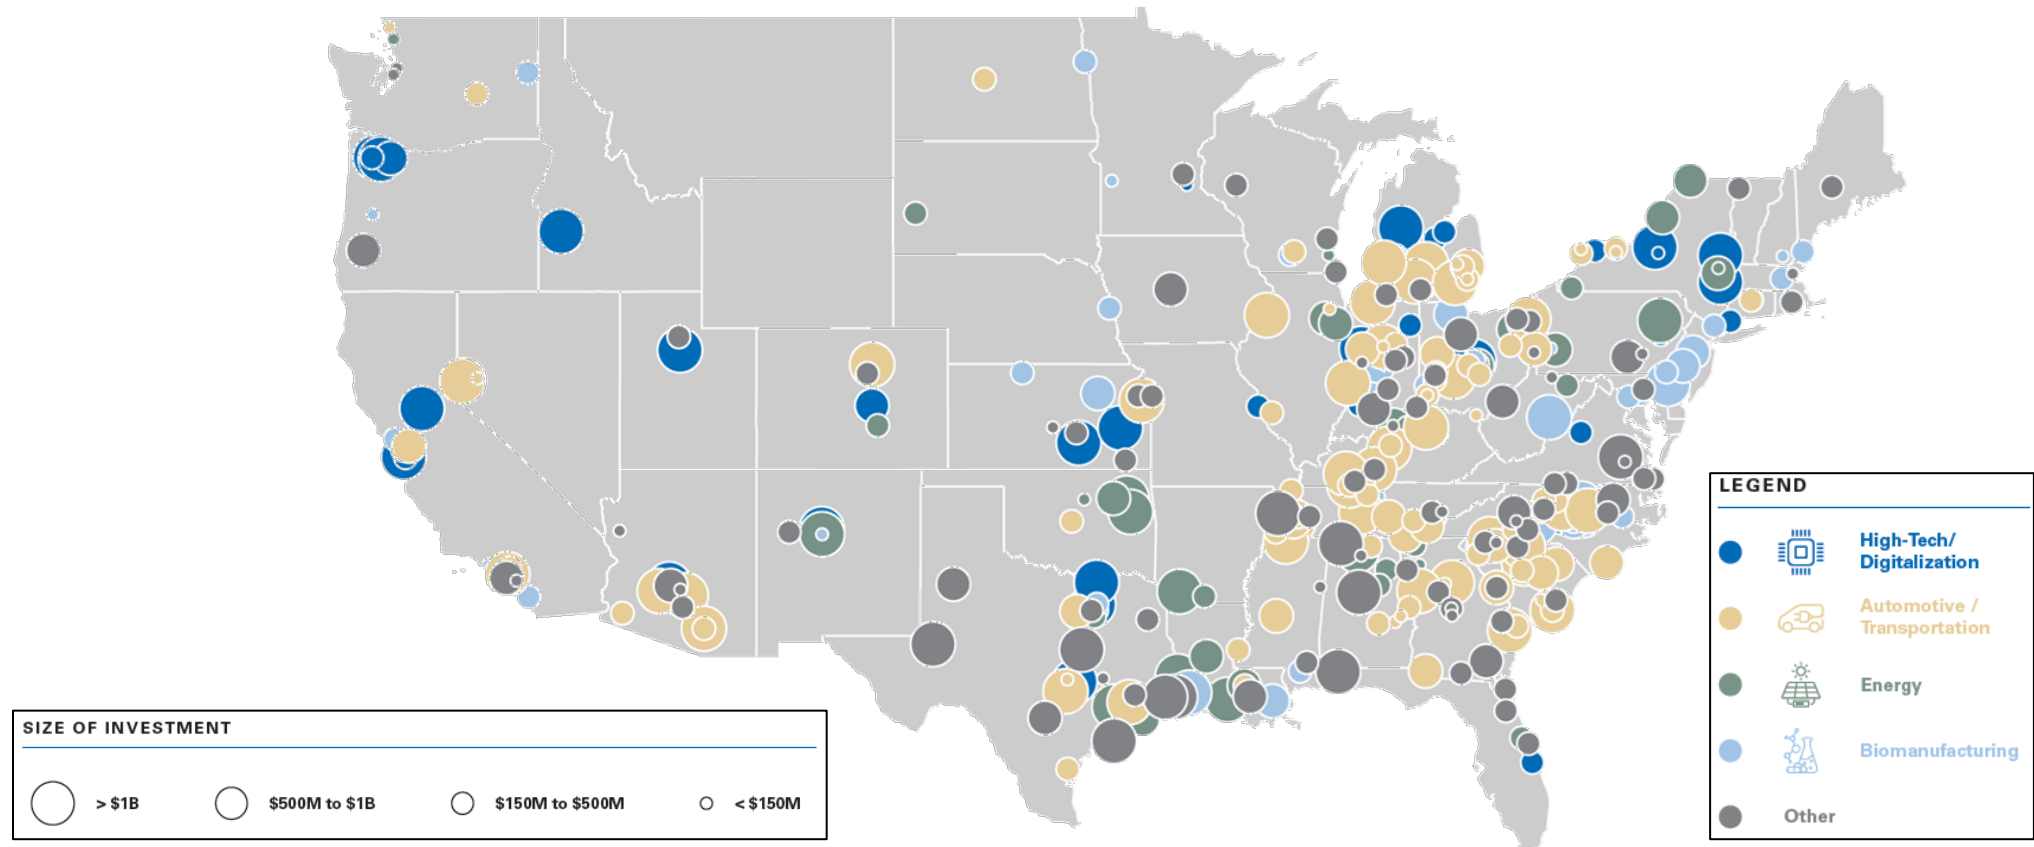 LEGEND
High-Tech/
Digitalization
Automotive /
Transportation
Energy
Biomanufacturing
Other
SIZE OF INVESTMENT
> $1B
$500M to $1B
$150M to $500M
< $150M